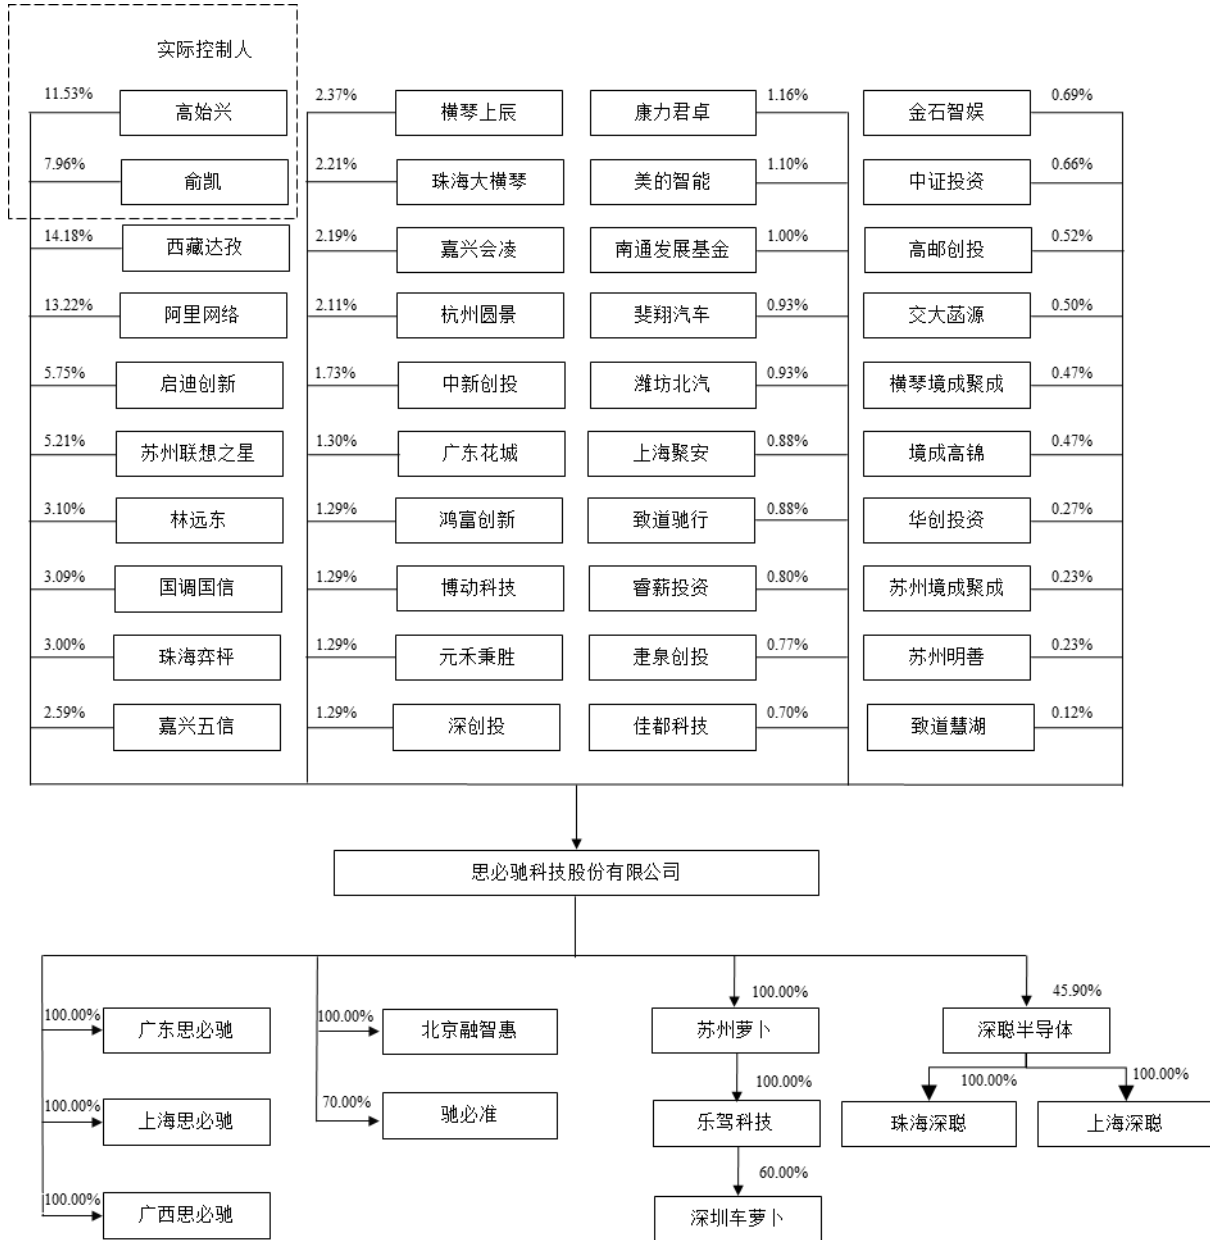 实际控制人
11.53% 高始兴 2.37% 横琴上辰 康力君卓 1.16% 金石智娱 0.69%
7.96% 俞凯 2.21% 珠海大横琴 美的智能 1.10% 中证投资 0.66%
14.18% 西藏达孜 2.19% 嘉兴会凌 南通发展基金 1.00% 高邮创投 0.52%
13.22% 阿里网络 2.11% 杭州圆景 斐翔汽车 0.93% 交大菡源 0.50%
5.75% 启迪创新 1.73% 中新创投 潍坊北汽 0.93% 横琴境成聚成 0.47%
5.21% 苏州联想之星 1.30% 广东花城 上海聚安 0.88% 境成高锦 0.47%
3.10% 林远东 1.29% 鸿富创新 致道驰行 0.88% 华创投资 0.27%
3.09% 国调国信 1.29% 博动科技 睿薪投资 0.80% 苏州境成聚成 0.23%
3.00% 珠海弈枰 1.29% 元禾秉胜 疌泉创投 0.77% 苏州明善 0.23%
2.59% 嘉兴五信 1.29% 深创投 佳都科技 0.70% 致道慧湖 0.12%
思必驰科技股份有限公司
100.00% 广东思必驰 100.00% 北京融智惠 100.00% 苏州萝卜 45.90% 深聪半导体
100.00% 上海思必驰 70.00% 驰必准 100.00% 乐驾科技 100.00% 珠海深聪 100.00% 上海深聪
100.00% 广西思必驰 60.00% 深圳车萝卜